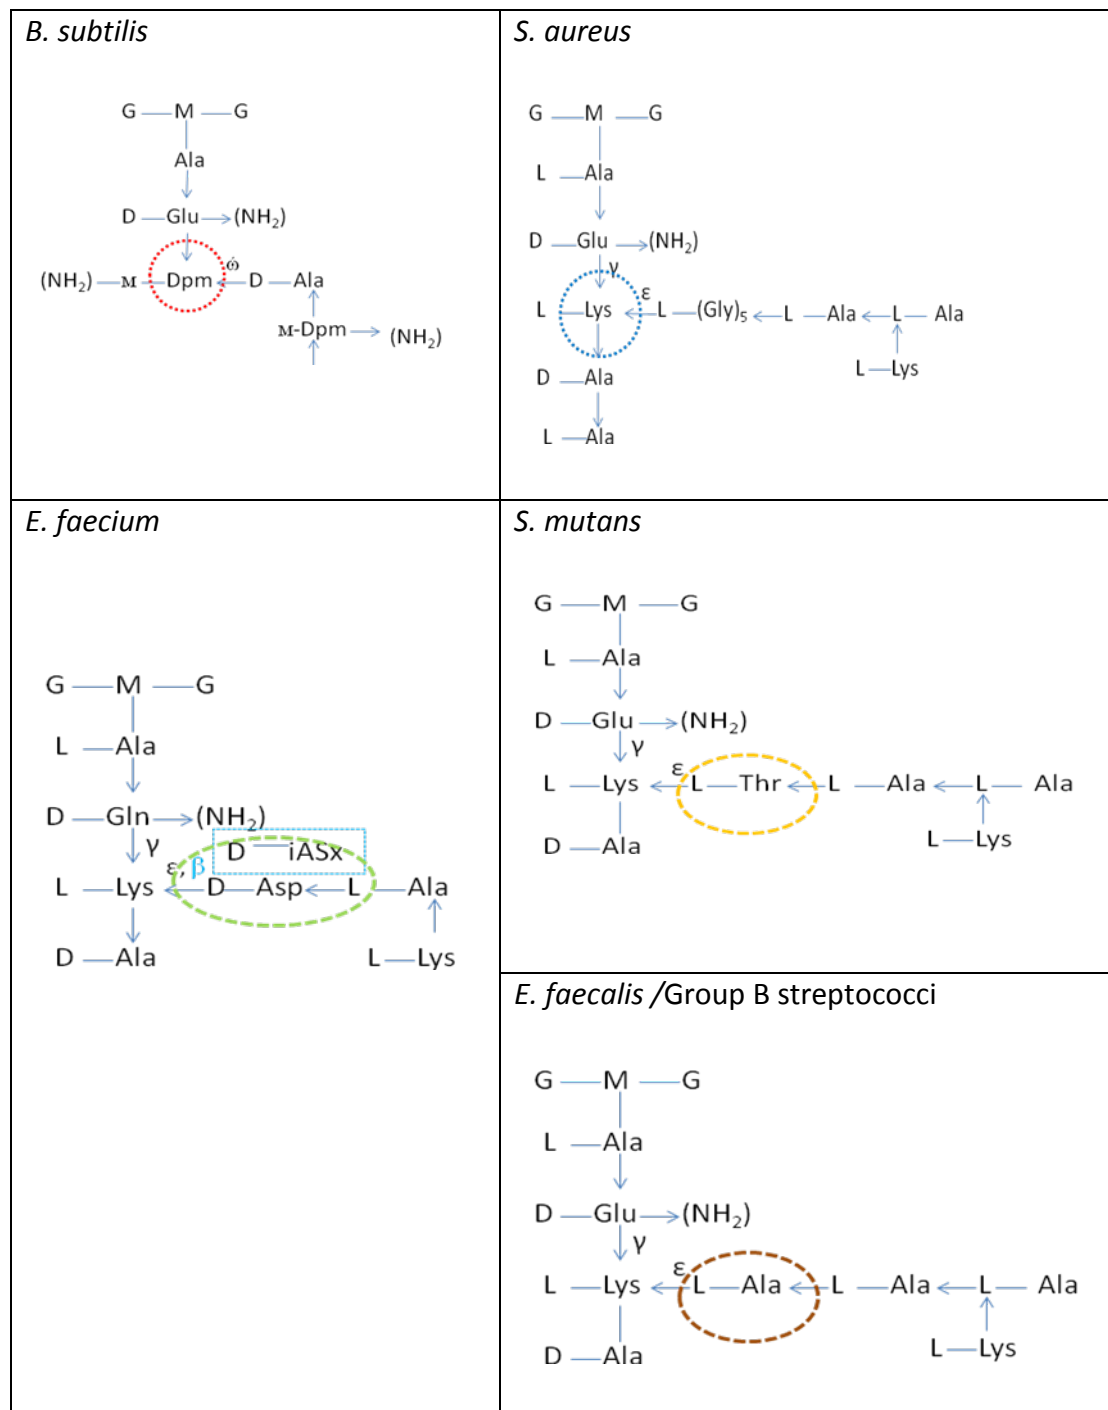 B. subtilis
G M G
Ala
D Glu (NH₂)
ώ
(NH₂) M Dpm D Ala
M-Dpm (NH₂)
S. aureus
G M G
L Ala
D Glu (NH₂)
γ
ε
L Lys L (Gly)₅ L Ala L Ala
L Lys
D Ala
L Ala
E. faecium
G M G
L Ala
D Gln (NH₂)
γ D iASx
ε, β
L Lys D Asp L Ala
D Ala L Lys
S. mutans
G M G
L Ala
D Glu (NH₂)
γ
ε
L Lys L Thr L Ala L Ala
L Lys
D Ala
E. faecalis /Group B streptococci
G M G
L Ala
D Glu (NH₂)
γ
ε
L Lys L Ala L Ala L Ala
L Lys
D Ala